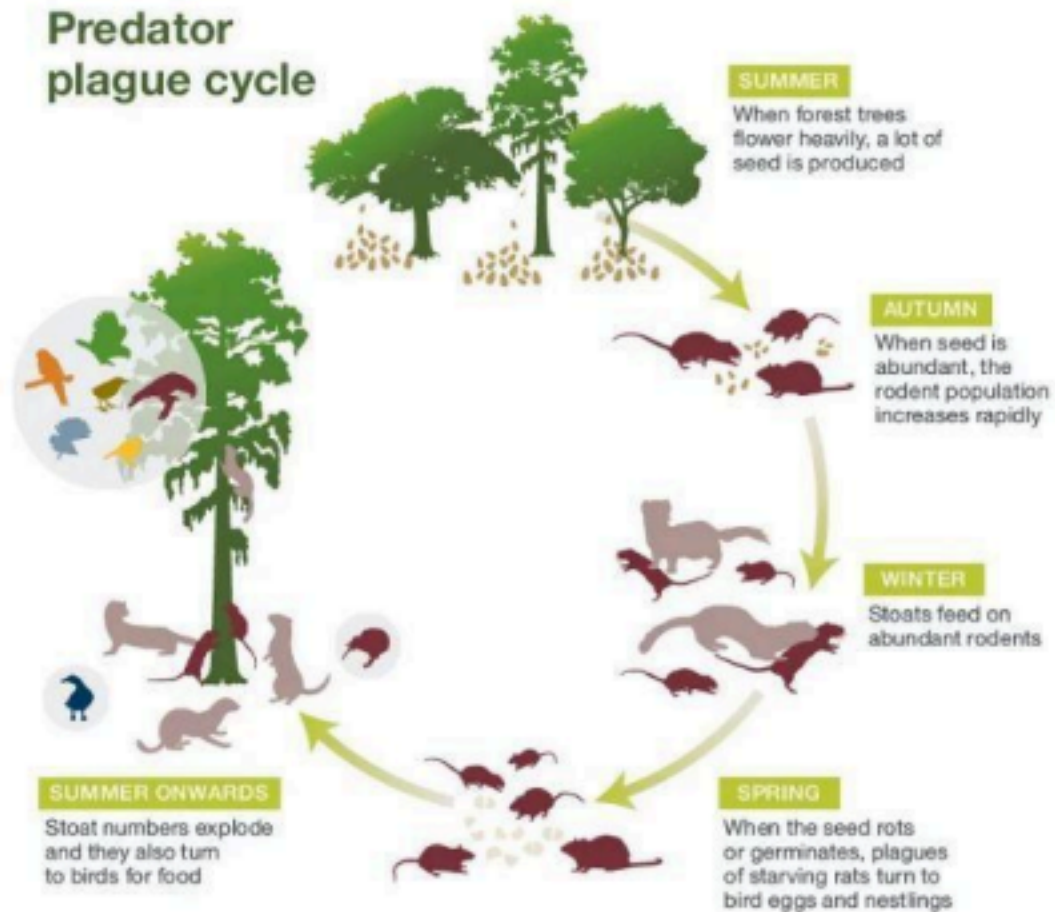 Predator
plague cycle
SUMMER
When forest trees
flower heavily, a lot of
seed is produced
AUTUMN
When seed is
abundant, the
rodent population
increases rapidly
WINTER
Stoats feed on
abundant rodents
SPRING
When the seed rots
or germinates, plagues
of starving rats turn to
bird eggs and nestlings
SUMMER ONWARDS
Stoat numbers explode
and they also turn
to birds for food